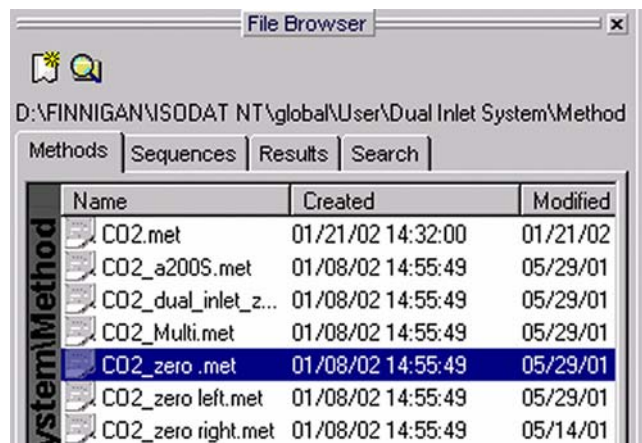 File Browser
D:\FINNIGAN\ISODAT NT\global\User\Dual Inlet System\Method
Methods Sequences Results Search
Name Created Modified
CO2.met 01/21/02 14:32:00 01/21/02
CO2_a200S.met 01/08/02 14:55:49 05/29/01
CO2_dual_inlet_z... 01/08/02 14:55:49 05/29/01
CO2_Multi.met 01/08/02 14:55:49 05/29/01
CO2_zero .met 01/08/02 14:55:49 05/29/01
CO2_zero left.met 01/08/02 14:55:49 05/29/01
CO2_zero right.met 01/08/02 14:55:49 05/14/01
ystem\Method